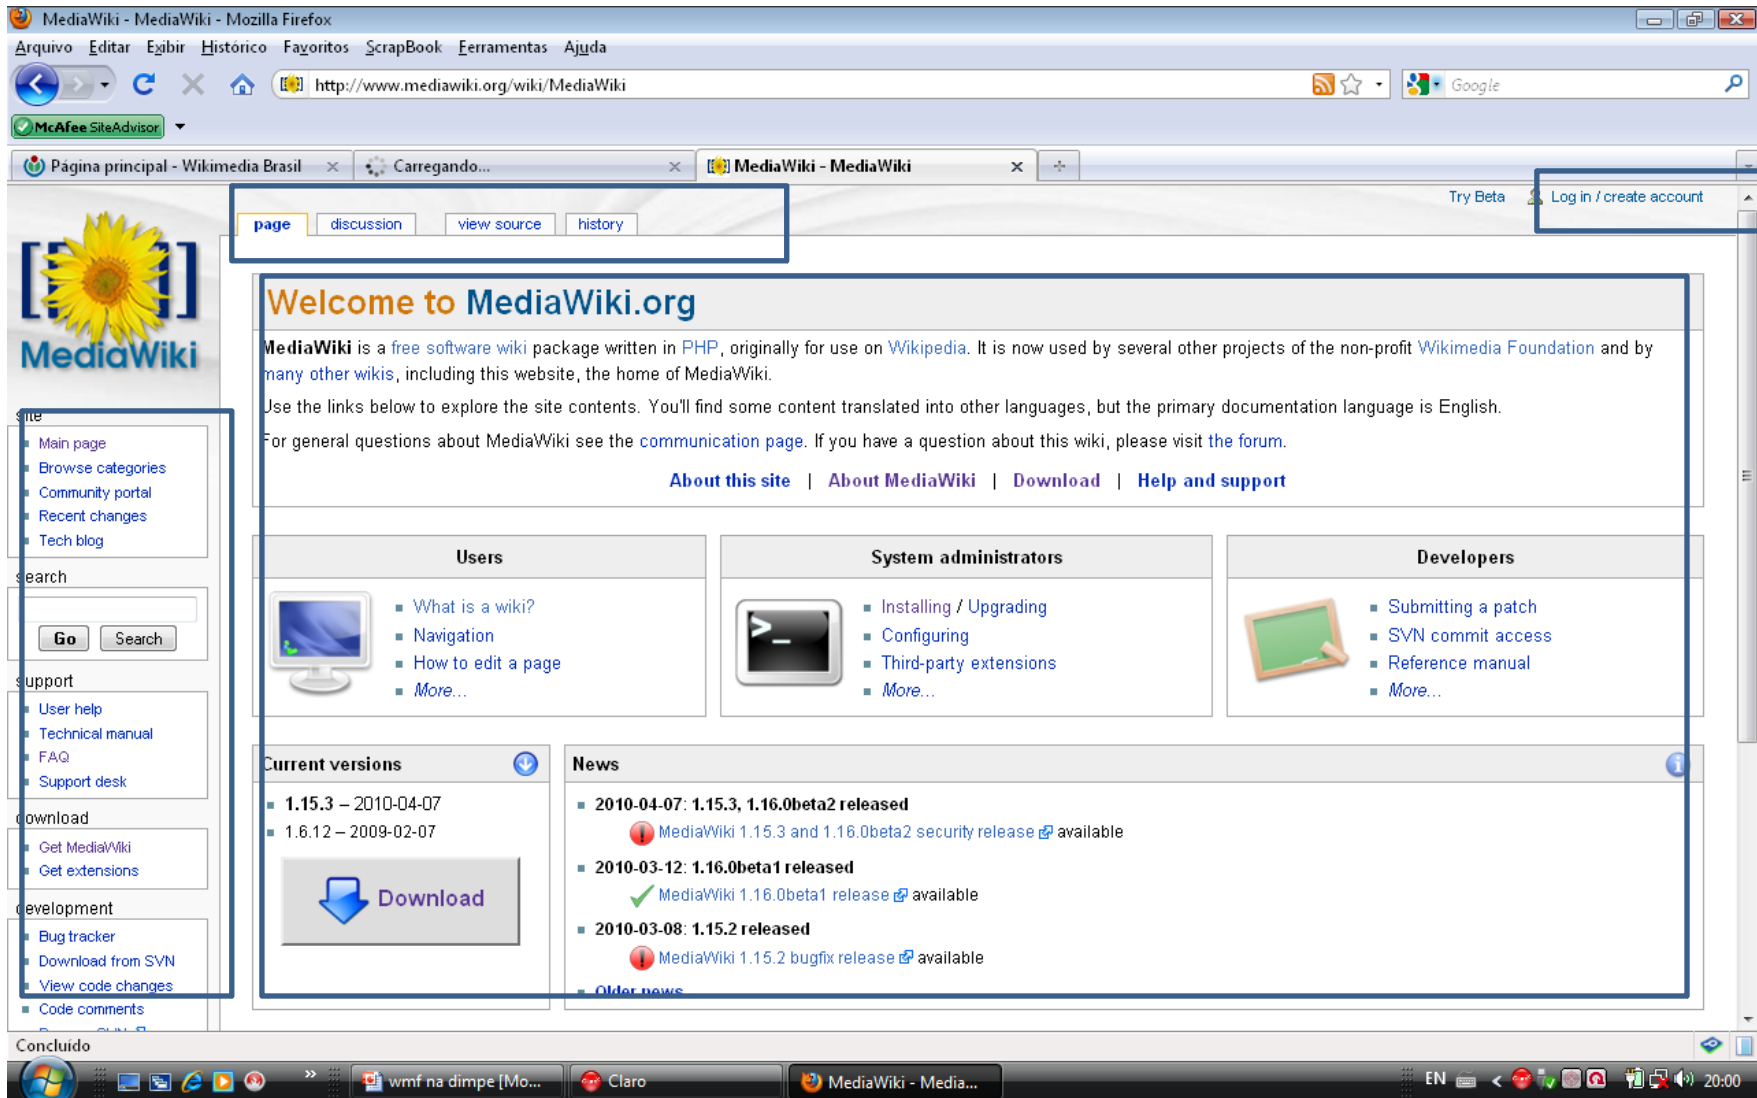 MediaWiki - MediaWiki - Mozilla Firefox
Arquivo Editar Exibir Histórico Favoritos ScrapBook Ferramentas Ajuda
http://www.mediawiki.org/wiki/MediaWiki
Google
McAfee SiteAdvisor
Página principal - Wikimedia Brasil
Carregando...
MediaWiki - MediaWiki
Try Beta
Log in / create account
page
discussion
view source
history
MediaWiki
Welcome to MediaWiki.org
MediaWiki is a free software wiki package written in PHP, originally for use on Wikipedia. It is now used by several other projects of the non-profit Wikimedia Foundation and by
many other wikis, including this website, the home of MediaWiki.
Use the links below to explore the site contents. You'll find some content translated into other languages, but the primary documentation language is English.
For general questions about MediaWiki see the communication page. If you have a question about this wiki, please visit the forum.
About this site | About MediaWiki | Download | Help and support
site
Main page
Browse categories
Community portal
Recent changes
Tech blog
search
Go
Search
support
User help
Technical manual
FAQ
Support desk
download
Get MediaWiki
Get extensions
development
Bug tracker
Download from SVN
View code changes
Code comments
Users
What is a wiki?
Navigation
How to edit a page
More...
System administrators
Installing / Upgrading
Configuring
Third-party extensions
More...
Developers
Submitting a patch
SVN commit access
Reference manual
More...
Current versions
1.15.3 – 2010-04-07
1.6.12 – 2009-02-07
Download
News
2010-04-07: 1.15.3, 1.16.0beta2 released
MediaWiki 1.15.3 and 1.16.0beta2 security release available
2010-03-12: 1.16.0beta1 released
MediaWiki 1.16.0beta1 release available
2010-03-08: 1.15.2 released
MediaWiki 1.15.2 bugfix release available
Older news
Concluído
wmf na dimpe [Mo...
Claro
MediaWiki - Media...
EN
20:00